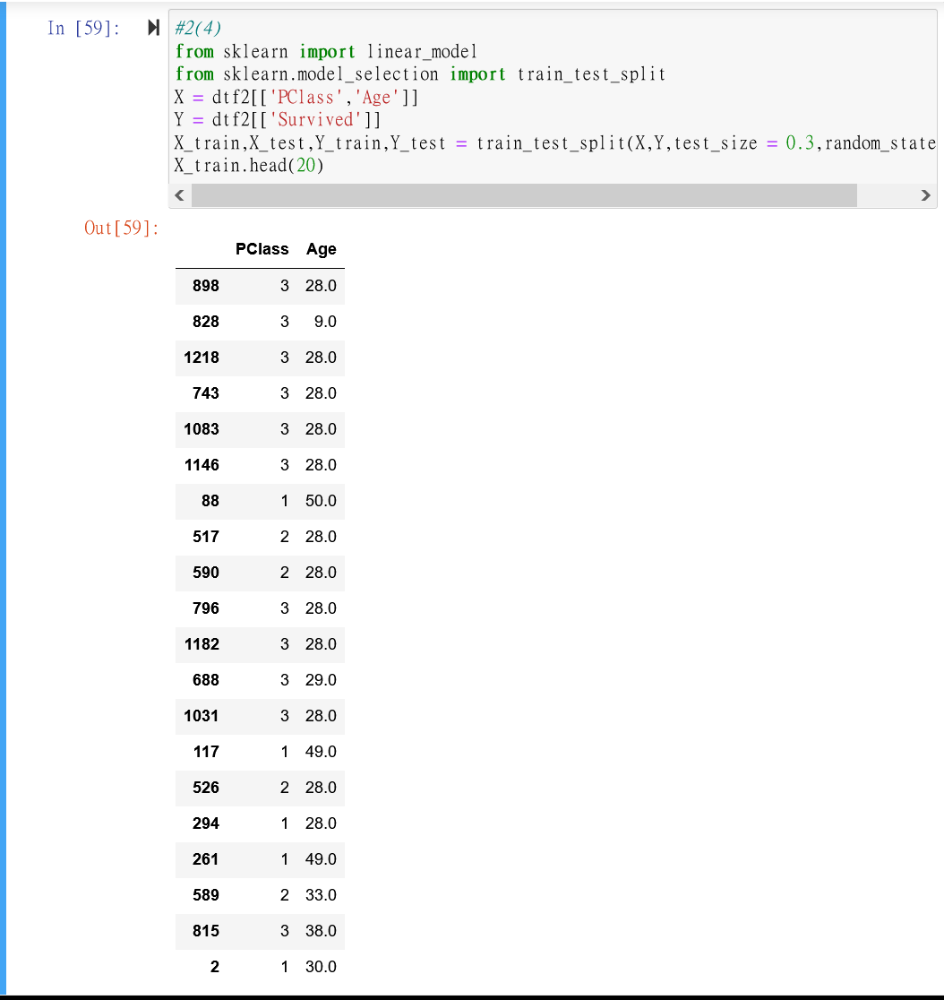 In [59]:
#2(4)
from sklearn import linear_model
from sklearn.model_selection import train_test_split
X = dtf2[['PClass','Age']]
Y = dtf2[['Survived']]
X_train,X_test,Y_train,Y_test = train_test_split(X,Y,test_size = 0.3,random_state
X_train.head(20)
Out[59]:
PClass Age
898 3 28.0
828 3 9.0
1218 3 28.0
743 3 28.0
1083 3 28.0
1146 3 28.0
88 1 50.0
517 2 28.0
590 2 28.0
796 3 28.0
1182 3 28.0
688 3 29.0
1031 3 28.0
117 1 49.0
526 2 28.0
294 1 28.0
261 1 49.0
589 2 33.0
815 3 38.0
2 1 30.0